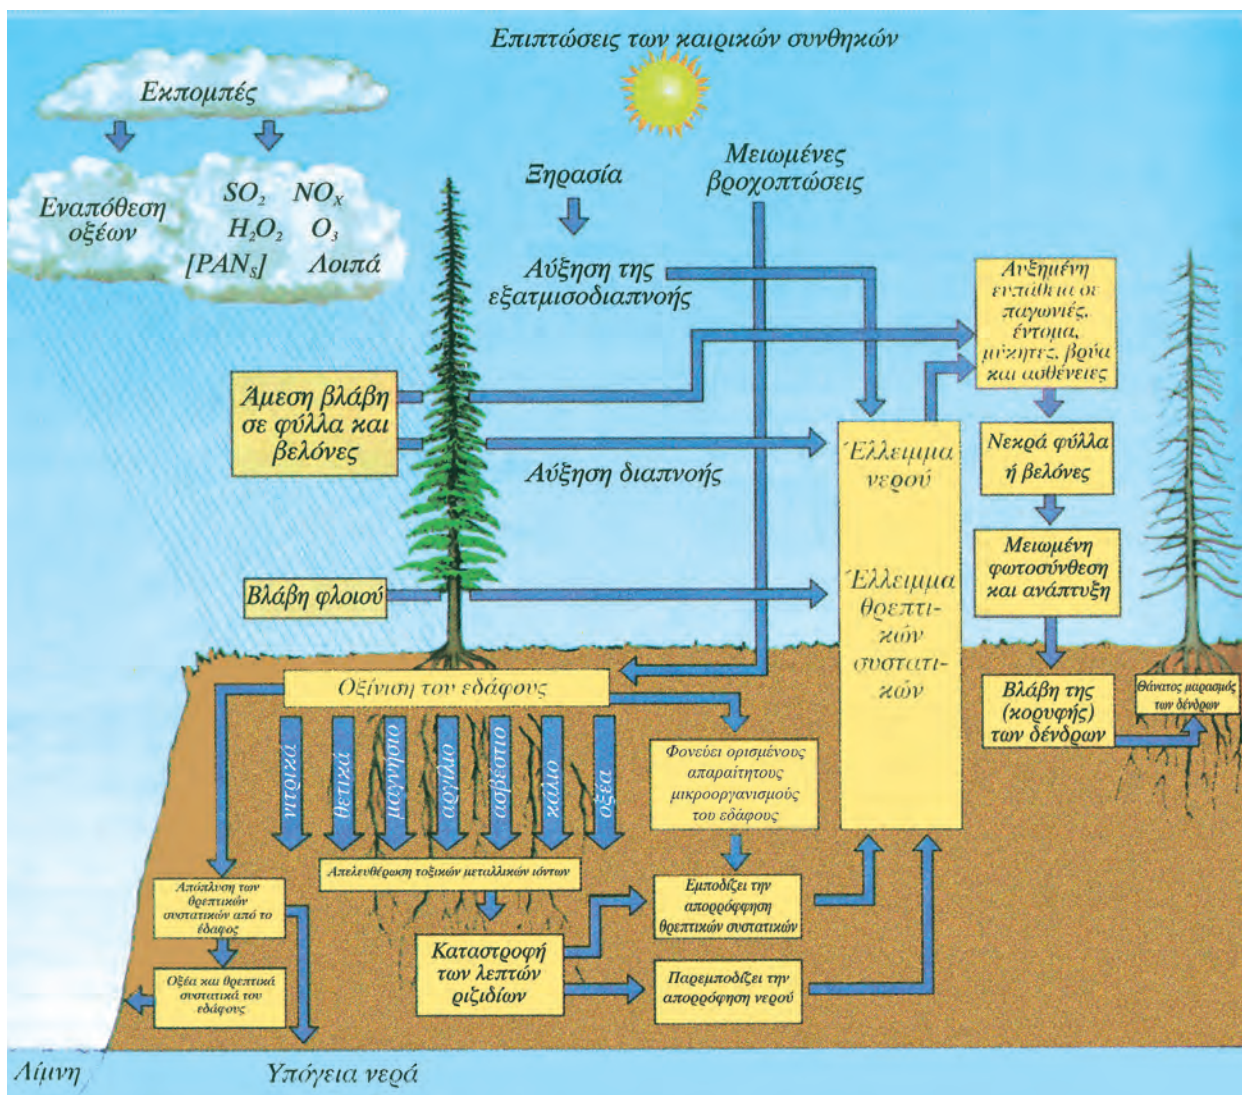 Επιπτώσεις των καιρικών συνθηκών
Εκπομπές
Εναπόθεση
οξέων
SO2 NOX
H2O2 O3
[PANS] Λοιπά
Ξηρασία
Μειωμένες
βροχοπτώσεις
Αύξηση της
εξατμισοδιαπνοής
Αυξημένη
ευπάθεια σε
παγωνιές,
έντομα,
μύκητες, βρύα
και ασθένειες
Άμεση βλάβη
σε φύλλα και
βελόνες
Αύξηση διαπνοής
Έλλειμμα
νερού
Έλλειμμα
θρεπτι-
κών
συστατι-
κών
Νεκρά φύλλα
ή βελόνες
Μειωμένη
φωτοσύνθεση
και ανάπτυξη
Βλάβη φλοιού
Οξίνιση του εδάφους
Βλάβη της
(κορυφής)
των δένδρων
Θάνατος μαρασμός
των δένδρων
νιτρικά
θετικά
μαγνήσιο
αργίλιο
ασβέστιο
κάλιο
οξέα
Φονεύει ορισμένους
απαραίτητους
μικροοργανισμούς
του εδάφους
Απελευθέρωση τοξικών μεταλλικών ιόντων
Απόπλυση των
θρεπτικών
συστατικών από το
έδαφος
Εμποδίζει την
απορρόφφηση
θρεπτικών συστατικών
Καταστροφή
των λεπτών
ριζιδίων
Οξέα και θρεπτικά
συστατικά του
εδάφους
Παρεμποδίζει την
απορρόφηση νερού
Λίμνη
Υπόγεια νερά